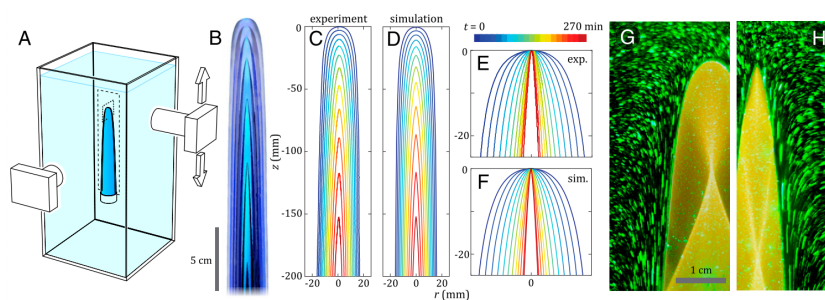 A
5 cm
B
experiment simulation
C
D
0
-50
-100
-150
-200
z (mm)
-20 0 20
-20 0 20
r (mm)
t = 0 270 min
E
exp.
0
-20
F
sim.
0
-20
0
G
1 cm
H